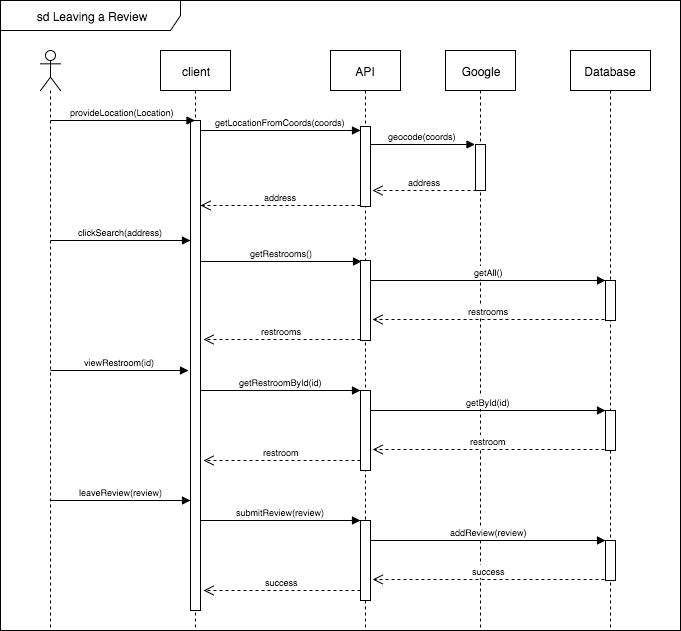 sd Leaving a Review
client
API
Google
Database
provideLocation(Location)
getLocationFromCoords(coords)
geocode(coords)
address
address
clickSearch(address)
getRestrooms()
getAll()
restrooms
restrooms
viewRestroom(id)
getRestroomById(id)
getById(id)
restroom
restroom
leaveReview(review)
submitReview(review)
addReview(review)
success
success